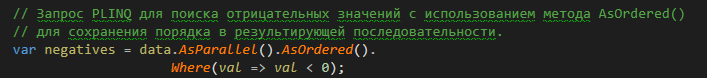 // Запрос PLINQ для поиска отрицательных значений с использованием метода AsOrdered()
// для сохранения порядка в результирующей последовательности.
var negatives = data.AsParallel().AsOrdered().
Where(val => val < 0);